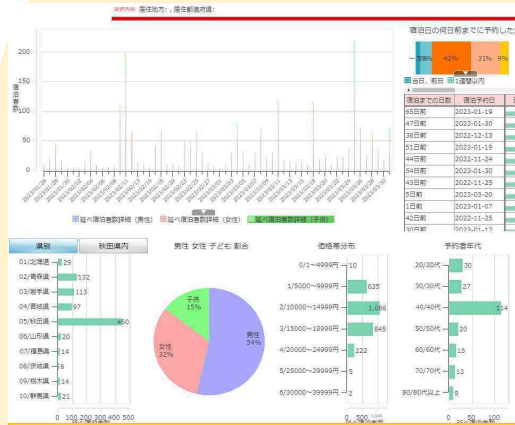 選択内容 居住地方: , 居住都道府県:
宿泊日の何日前までに予約した
200
150
100
50
0
42% 31% 9%
当日、前日 1週間以内
宿泊までの日数 宿泊予約日
65日前 2023-01-19
47日前 2023-01-30
36日前 2022-12-13
51日前 2023-01-19
44日前 2022-11-24
54日前 2023-01-30
43日前 2022-11-25
5日前 2023-03-20
1日前 2023-01-07
42日前 2022-11-25
30日前 2023-01-12
延べ宿泊者数詳細(男性) 延べ宿泊者数詳細(女性) 延べ宿泊者数詳細(子供)
県別 秋田県内
01/北海道 29
02/青森県 132
03/岩手県 113
04/宮城県 97
05/秋田県 450
06/山形県 20
07/福島県 14
08/茨城県 8
09/栃木県 14
10/群馬県 21
0 100 200 300 400 500
男性 女性 子ども 割合
子供
15%
女性
32%
男性
54%
価格帯分布
0/1~4999円 10
1/5000~9999円 635
2/10000~14999円 1,066
3/15000~19999円 845
4/20000~24999円 222
5/25000~29999円 5
6/30000~39999円 2
0 500 1,000
予約者年代
20/20代 30
30/30代 27
40/40代 114
50/50代 20
60/60代 15
70/70代 13
80/80代以上 9
0 50 100